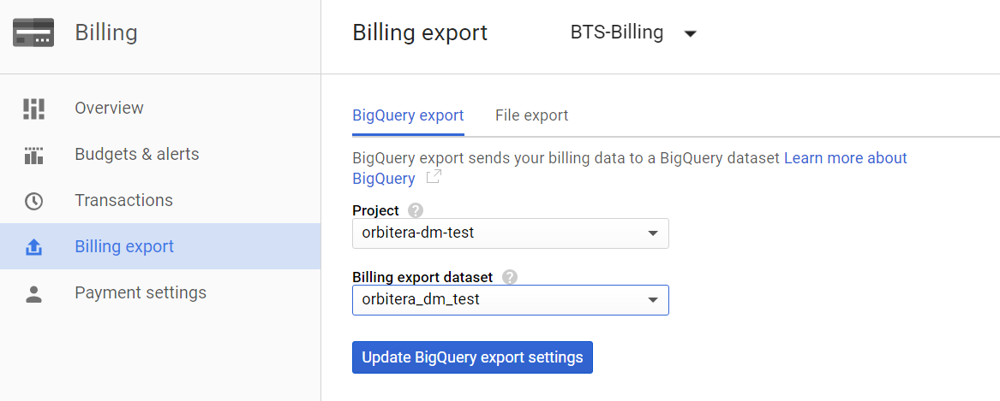 Billing
Billing export
BTS-Billing
Overview
Budgets & alerts
Transactions
Billing export
Payment settings
BigQuery export
File export
BigQuery export sends your billing data to a BigQuery dataset Learn more about
BigQuery
Project ?
orbitera-dm-test
Billing export dataset ?
orbitera_dm_test
Update BigQuery export settings